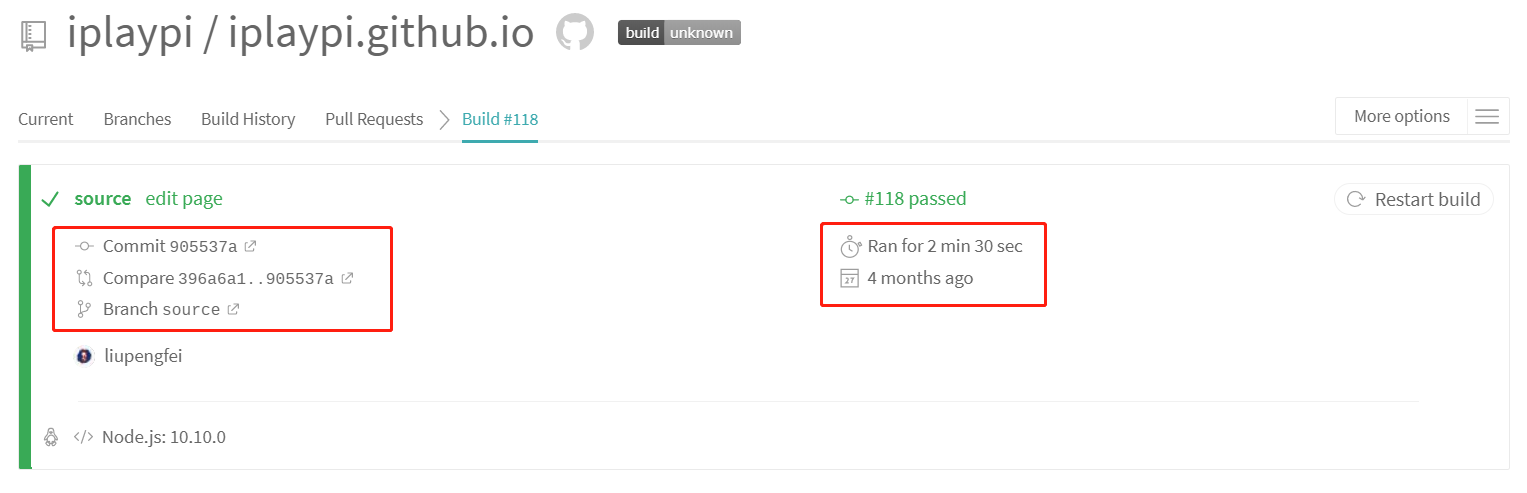 iplaypi / iplaypi.github.io build unknown
Current Branches Build History Pull Requests Build #118 More options
source edit page #118 passed Restart build
Commit 905537a Ran for 2 min 30 sec
Compare 396a6a1..905537a 27 4 months ago
Branch source
liupengfei
</> Node.js: 10.10.0